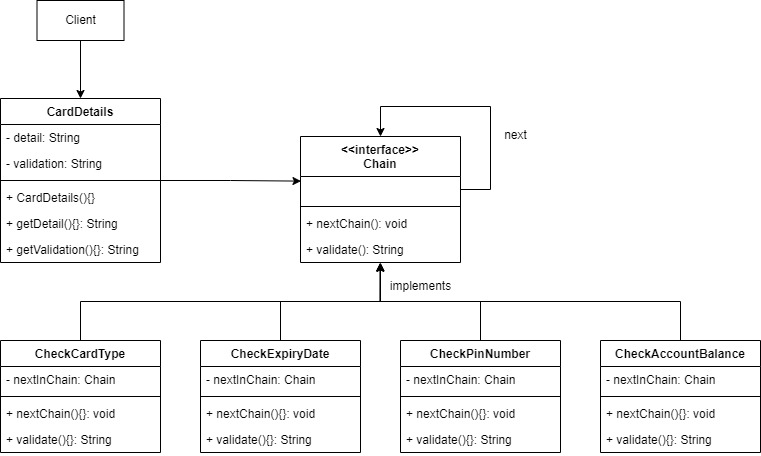 Client
CardDetails
- detail: String
- validation: String
+ CardDetails(){}
+ getDetail(){}: String
+ getValidation(){}: String
<<interface>>
Chain
+ nextChain(): void
+ validate(): String
next
implements
CheckCardType
- nextInChain: Chain
+ nextChain(){}: void
+ validate(){}: String
CheckExpiryDate
- nextInChain: Chain
+ nextChain(){}: void
+ validate(){}: String
CheckPinNumber
- nextInChain: Chain
+ nextChain(){}: void
+ validate(){}: String
CheckAccountBalance
- nextInChain: Chain
+ nextChain(){}: void
+ validate(){}: String